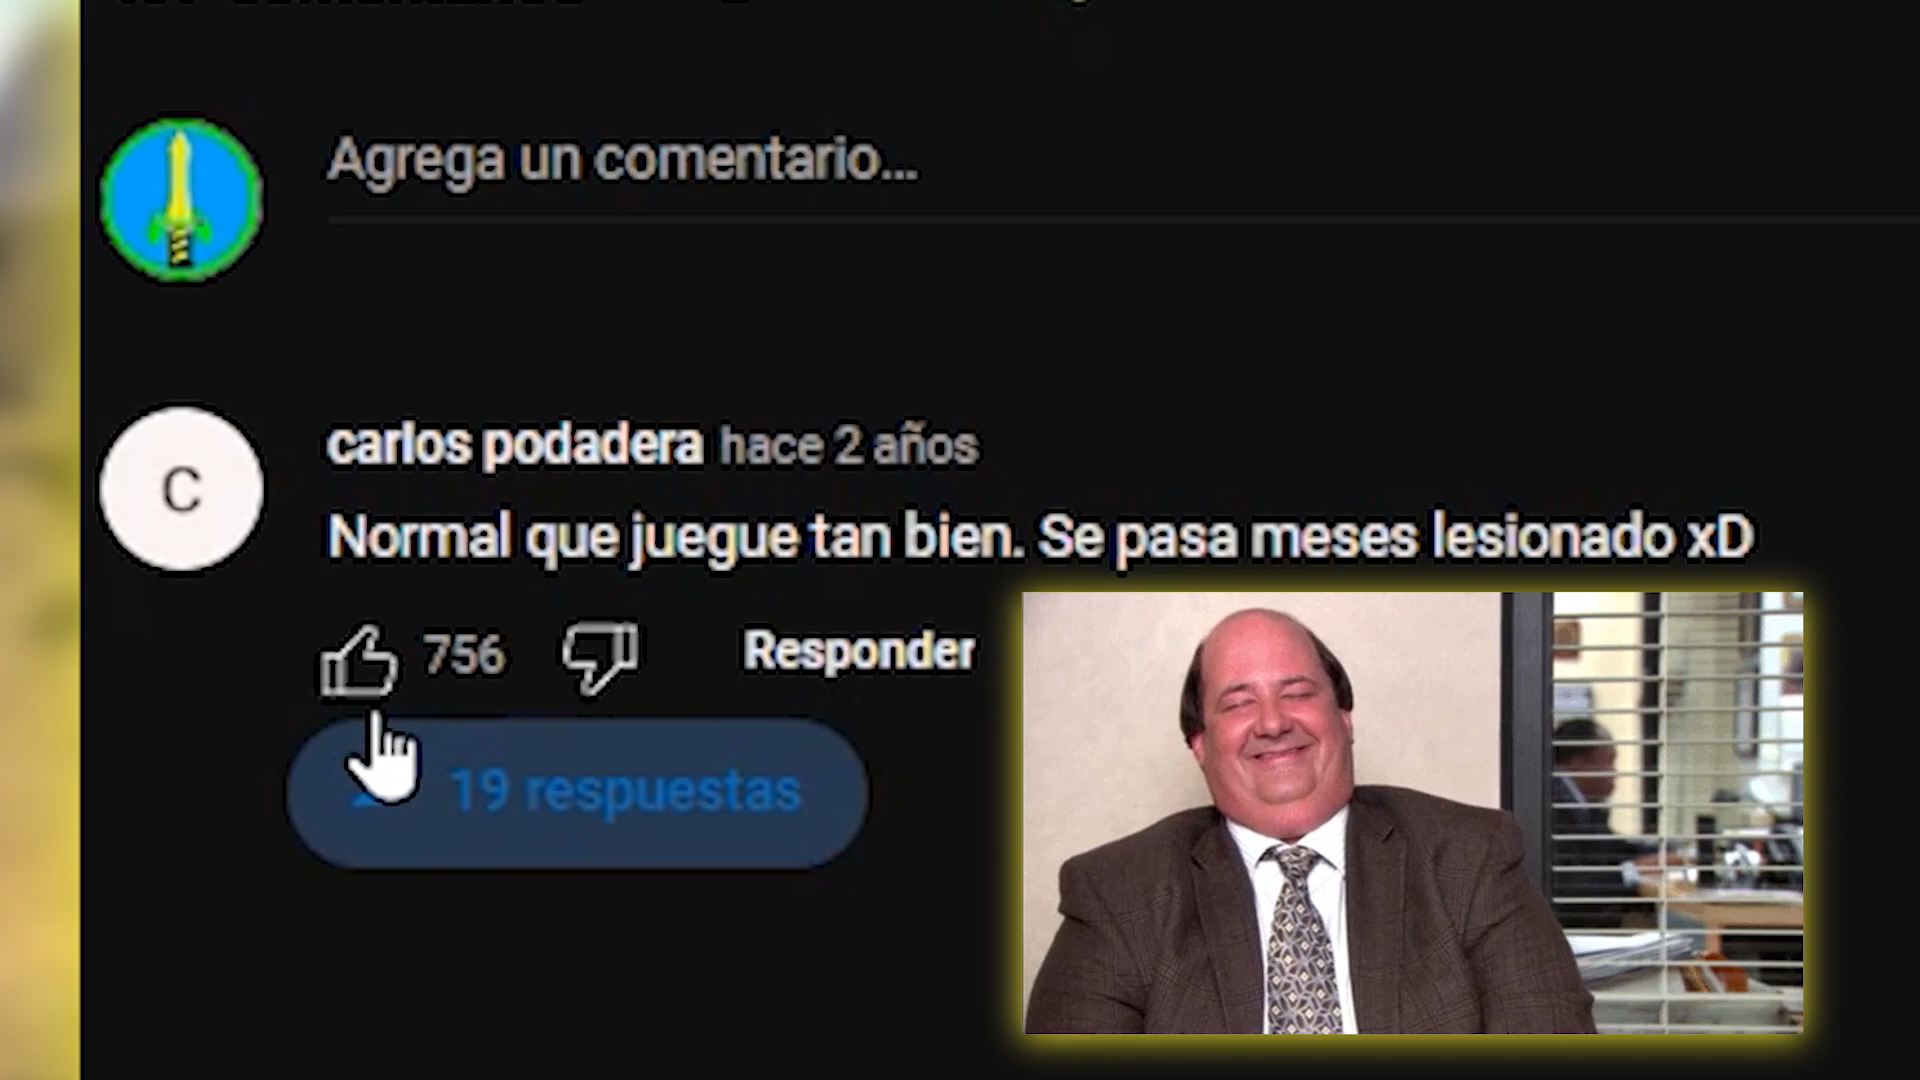 Agrega un comentario...
C
carlos podadera hace 2 años
Normal que juegue tan bien. Se pasa meses lesionado xD
756 Responder
19 respuestas